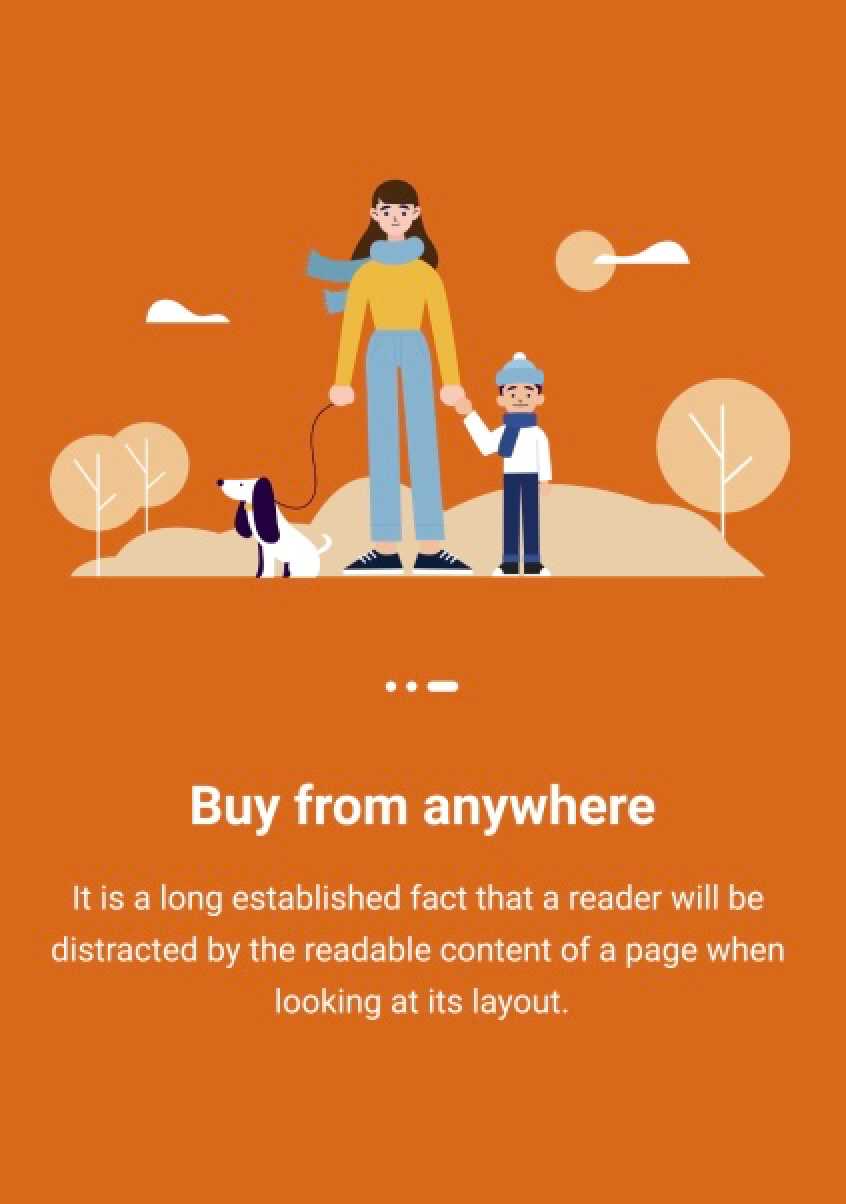 Buy from anywhere
It is a long established fact that a reader will be
distracted by the readable content of a page when
looking at its layout.